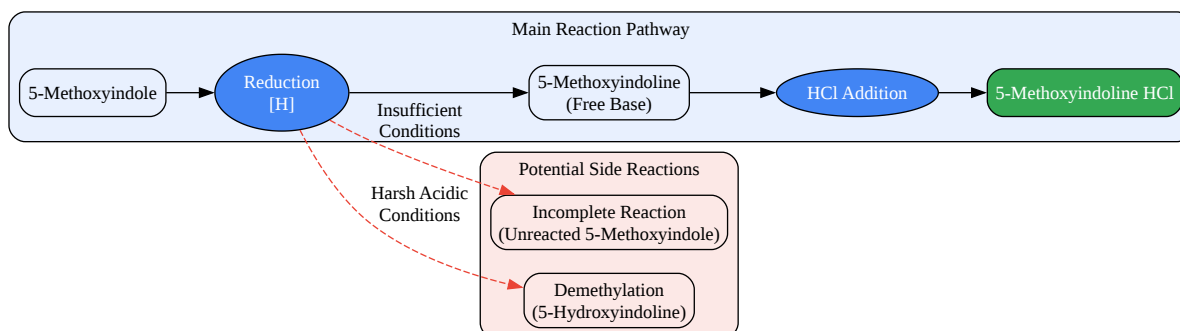 Main Reaction Pathway
5-Methoxyindole
Reduction
[H]
5-Methoxyindoline
(Free Base)
HCl Addition
5-Methoxyindoline HCl
Insufficient
Conditions
Harsh Acidic
Conditions
Potential Side Reactions
Incomplete Reaction
(Unreacted 5-Methoxyindole)
Demethylation
(5-Hydroxyindoline)